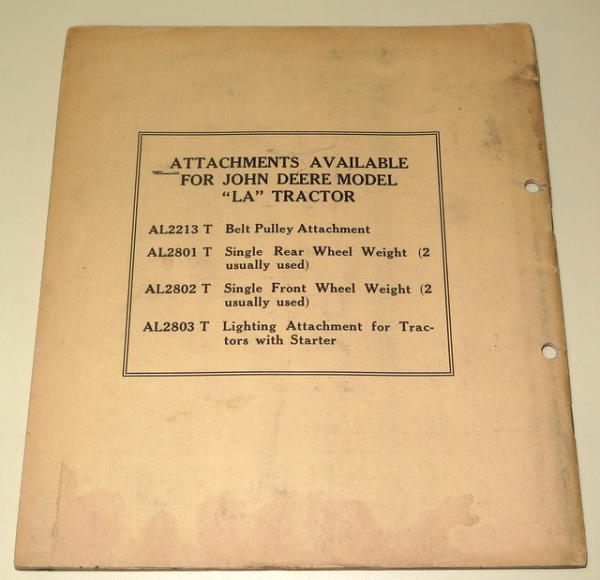 ATTACHMENTS AVAILABLE
FOR JOHN DEERE MODEL
“LA” TRACTOR
AL2213 T Belt Pulley Attachment
AL2801 T Single Rear Wheel Weight (2
usually used)
AL2802 T Single Front Wheel Weight (2
usually used)
AL2803 T Lighting Attachment for Trac-
tors with Starter